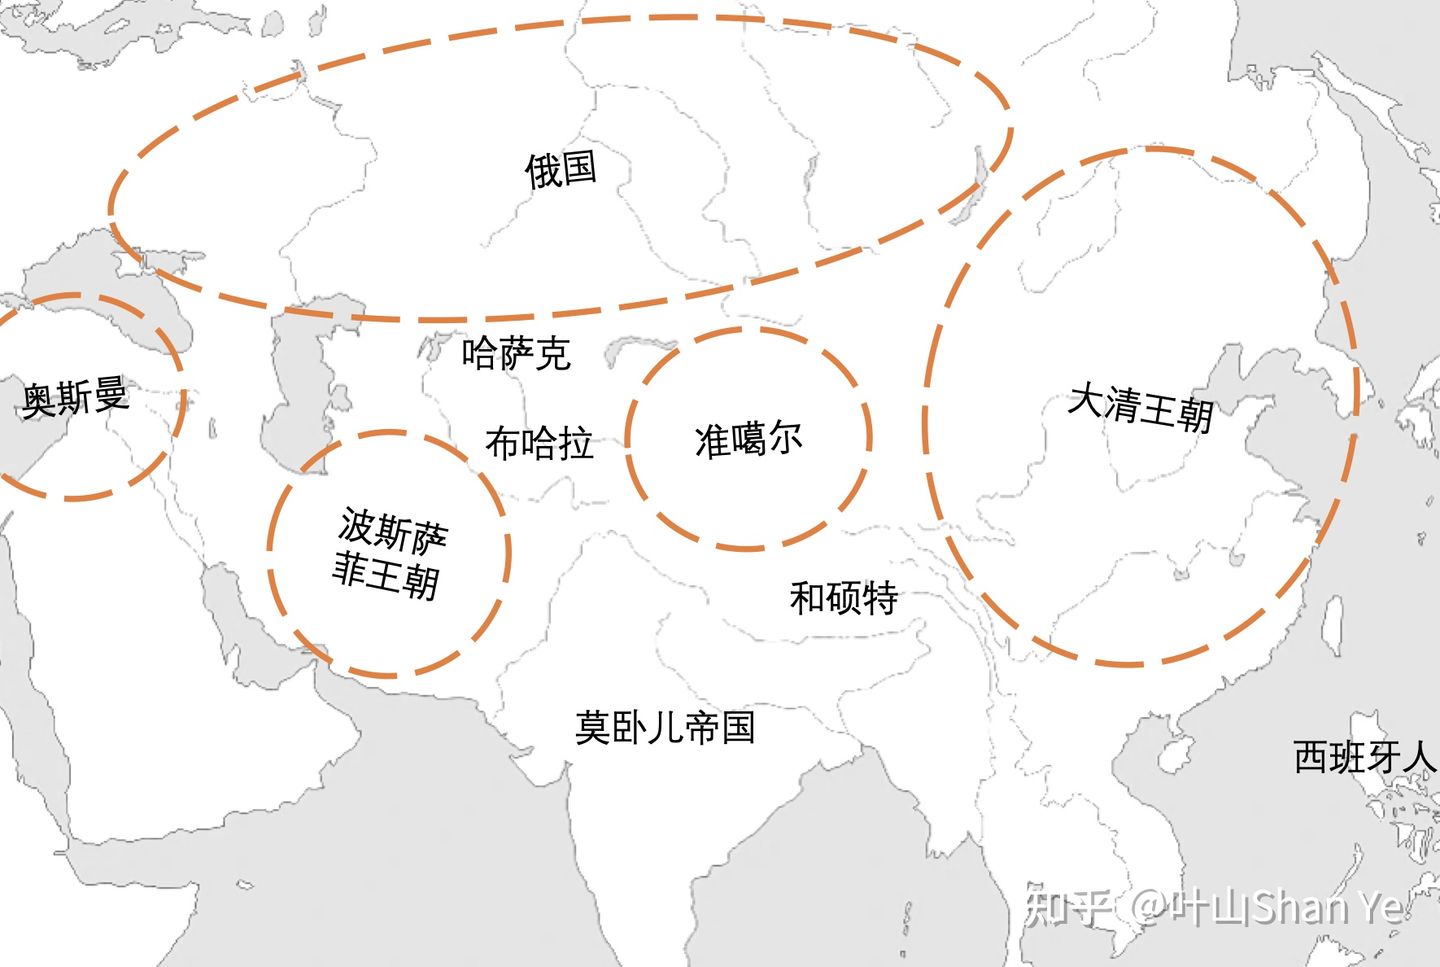 俄国
哈萨克
奥斯曼
大清王朝
布哈拉
准噶尔
波斯萨
菲王朝
和硕特
莫卧儿帝国
西班牙人
知乎 @叶山Shan Ye